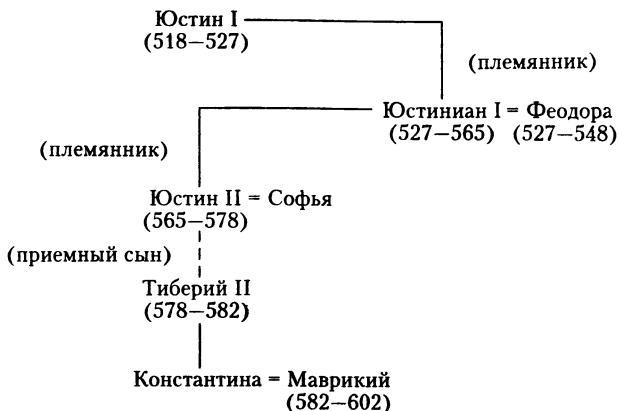 Юстин I
(518—527)
(племянник)
Юстиниан I = Феодора
(527—565) (527—548)
(племянник)
Юстин II = Софья
(565—578)
(приемный сын)
Тиберий II
(578—582)
Константина = Маврикий
(582—602)